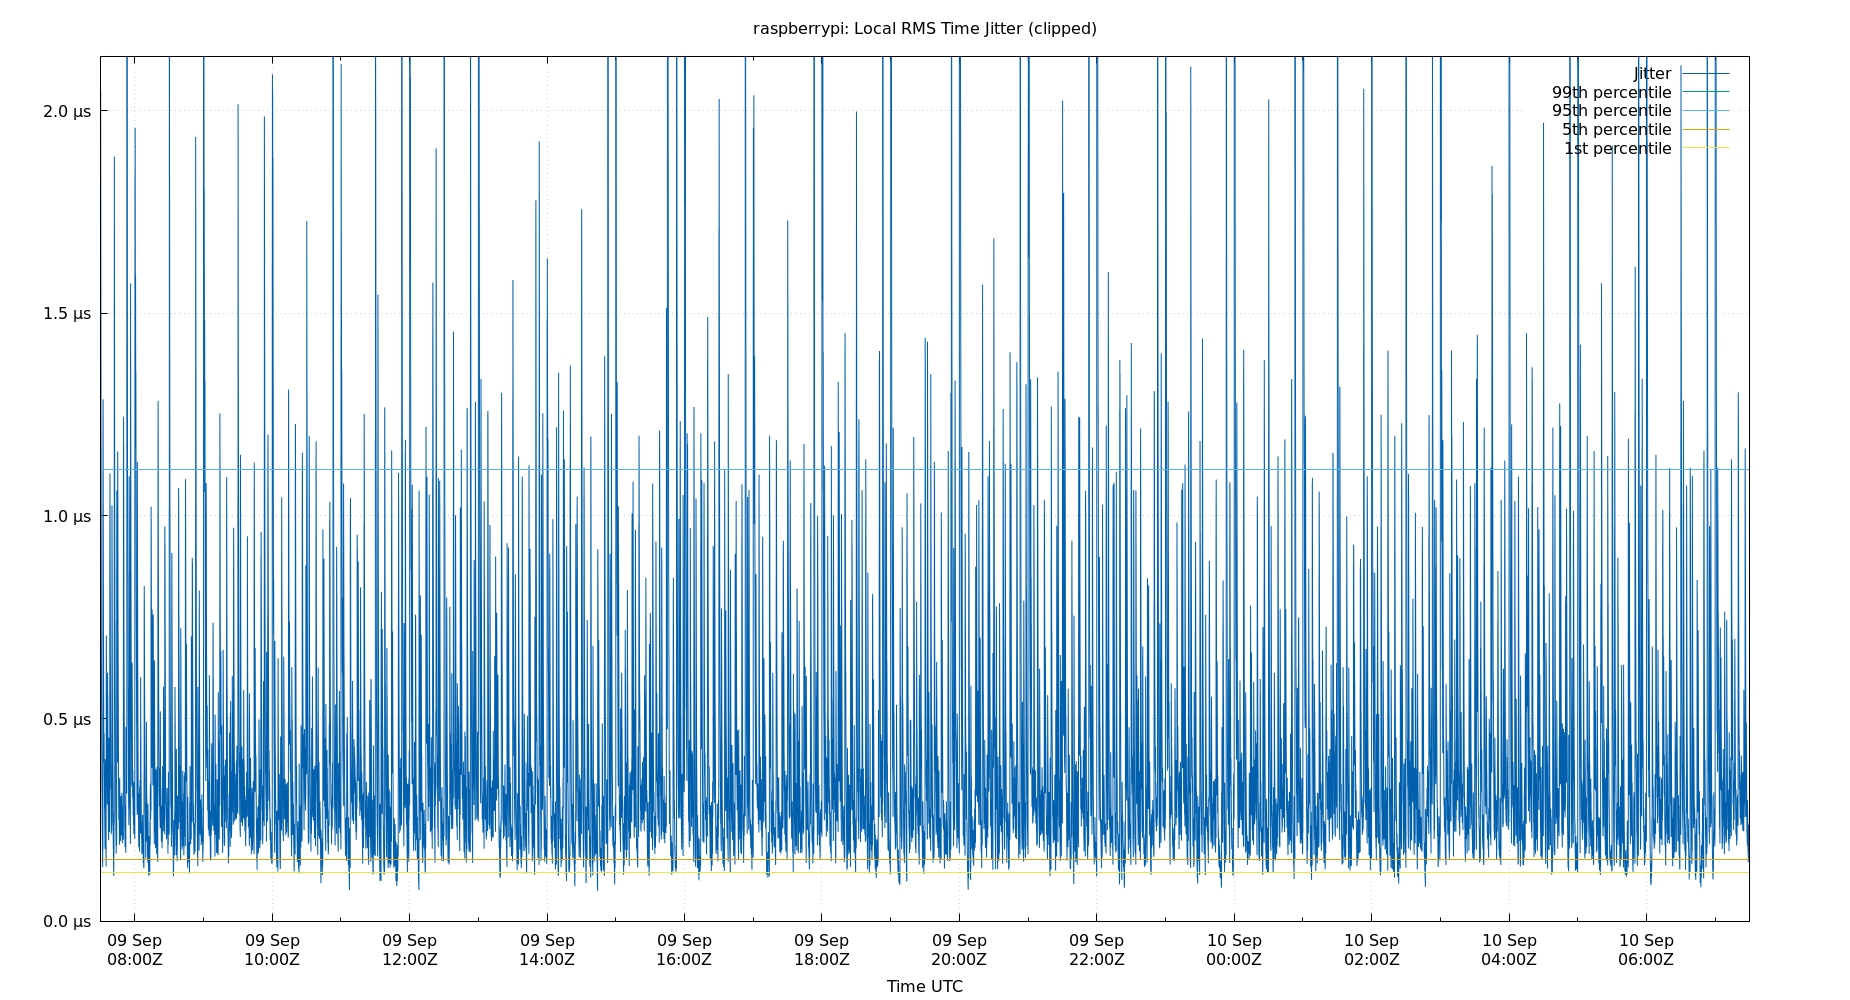 raspberrypi: Local RMS Time Jitter (clipped)
Jitter
99th percentile
95th percentile
5th percentile
1st percentile
2.0 µs
1.5 µs
1.0 µs
0.5 µs
0.0 µs
09 Sep 09 Sep 09 Sep 09 Sep 09 Sep 09 Sep 09 Sep 09 Sep 10 Sep 10 Sep 10 Sep 10 Sep
08:00Z 10:00Z 12:00Z 14:00Z 16:00Z 18:00Z 20:00Z 22:00Z 00:00Z 02:00Z 04:00Z 06:00Z
Time UTC